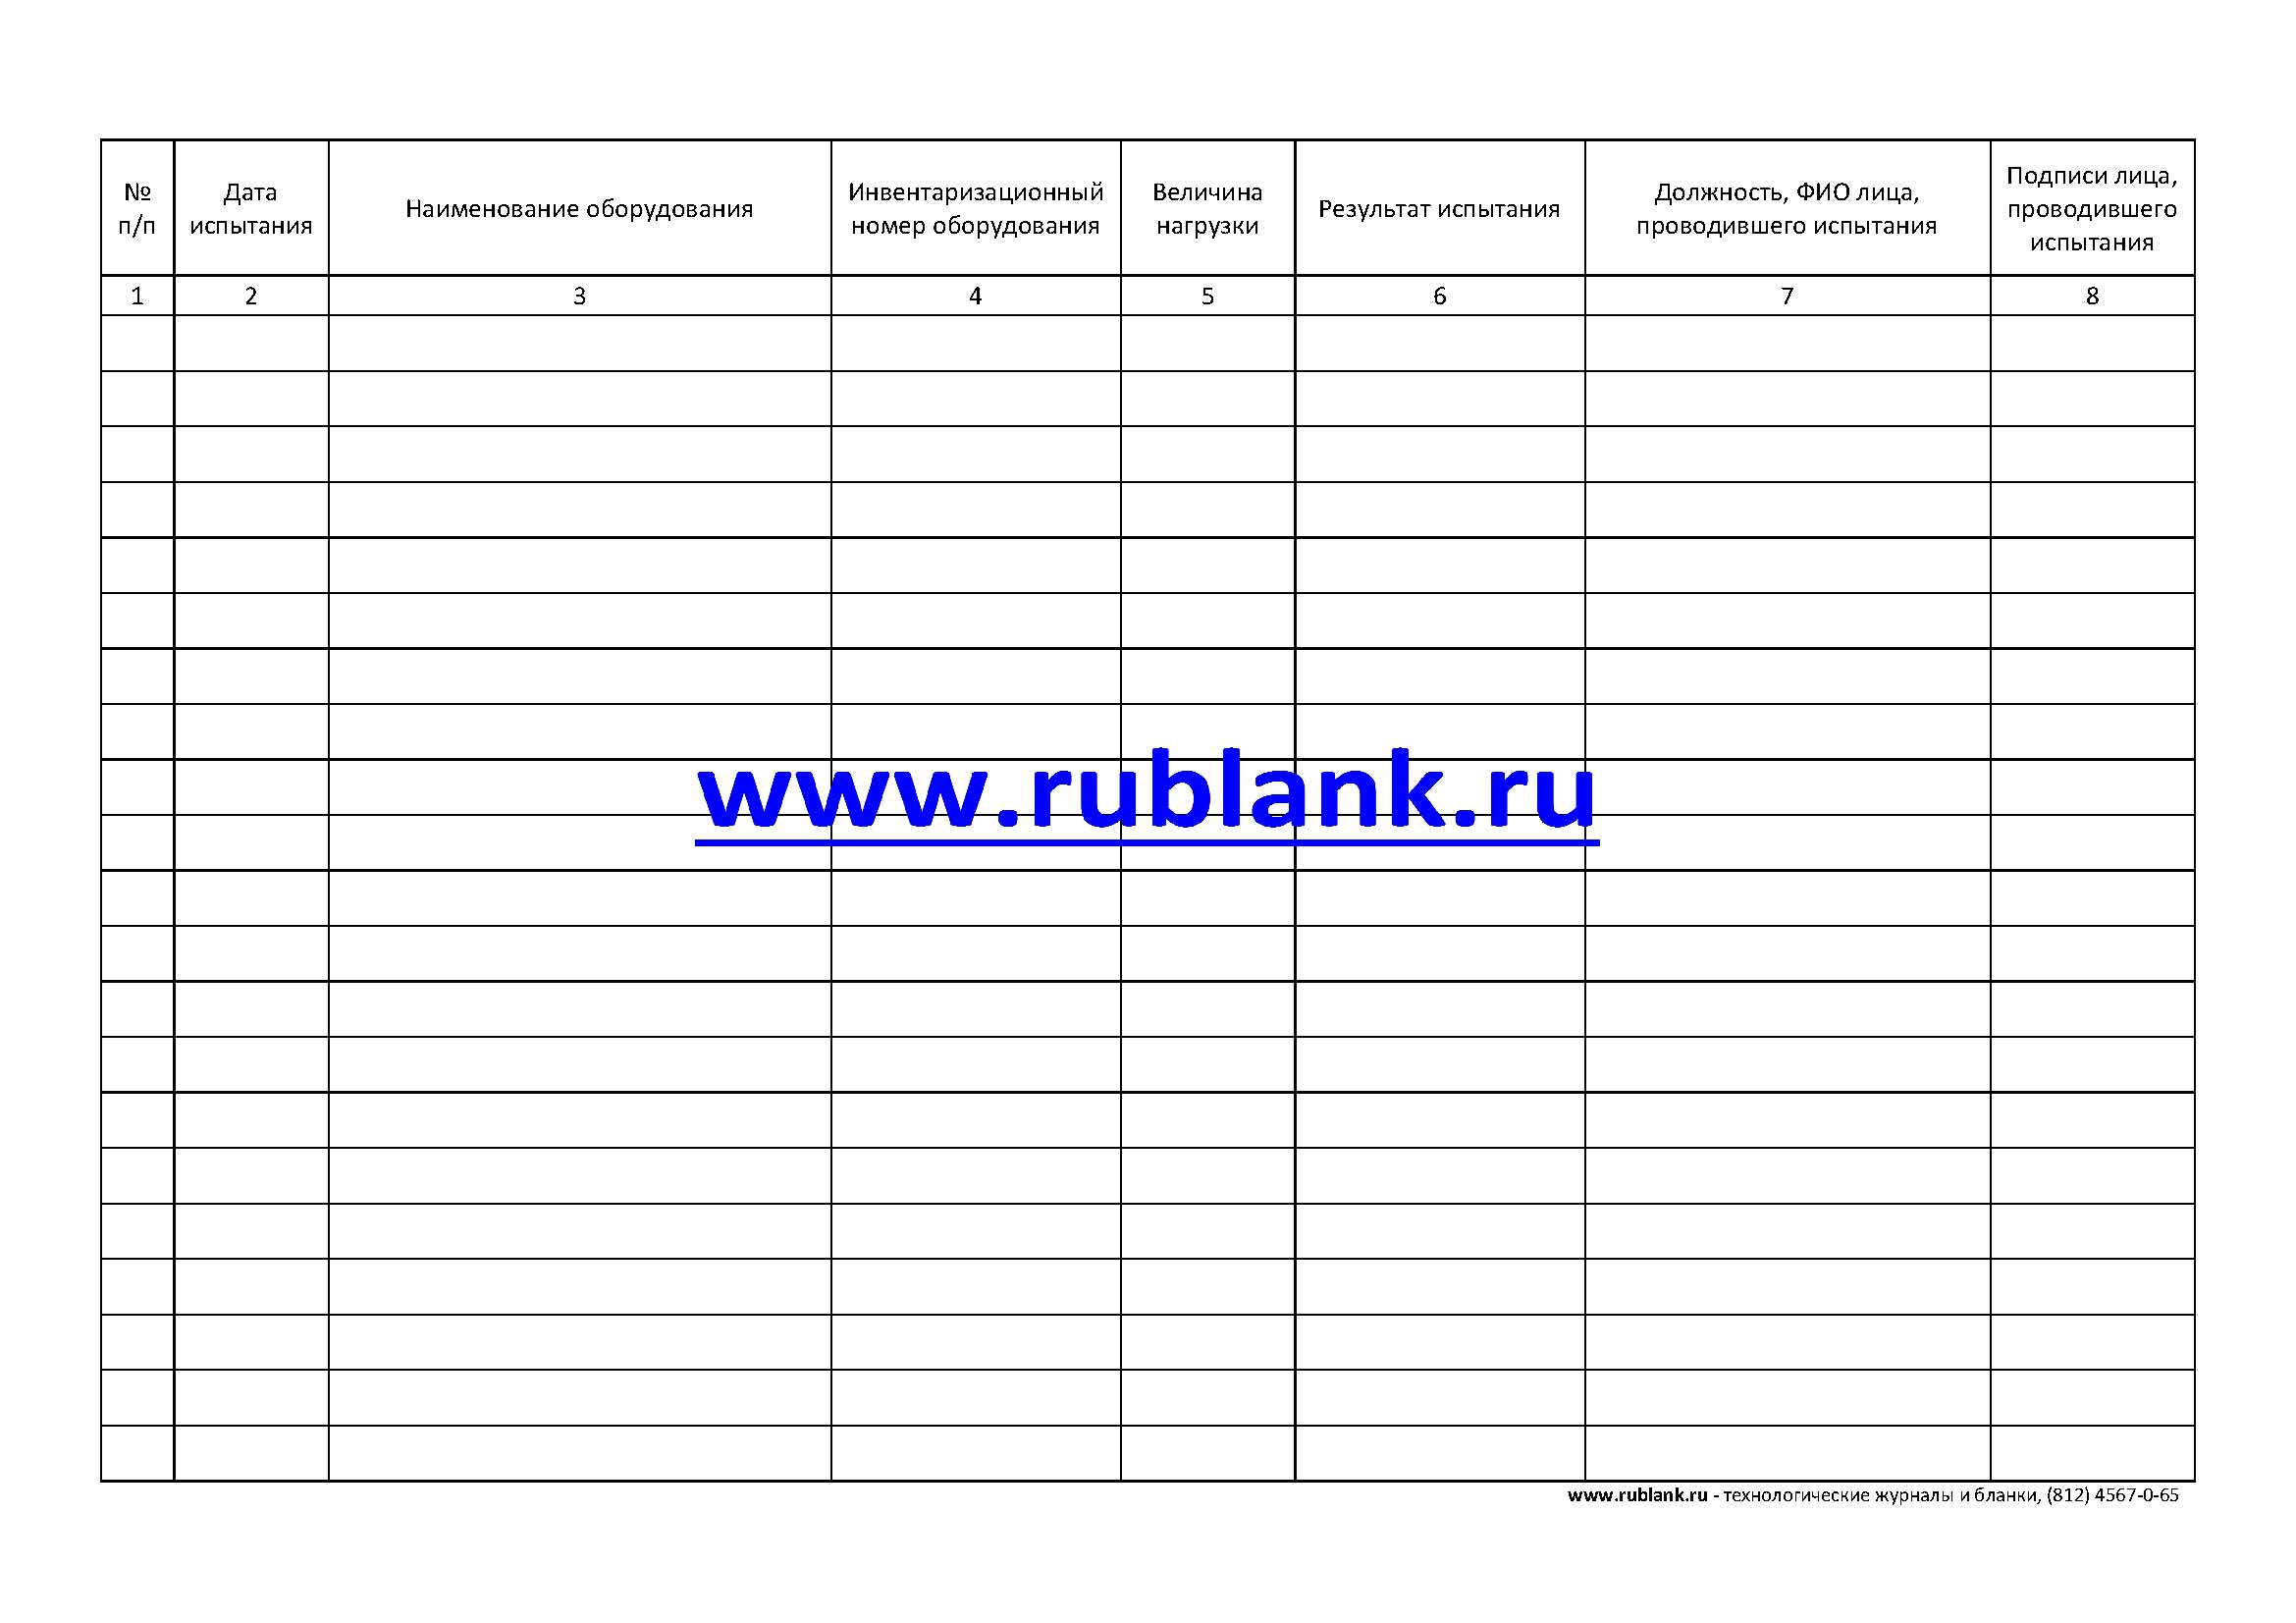 №
п/п
Дата
испытания
Наименование оборудования
Инвентаризационный
номер оборудования
Величина
нагрузки
Результат испытания
Должность, ФИО лица,
проводившего испытания
Подписи лица,
проводившего
испытания
1 2 3 4 5 6 7 8
www.rublank.ru
www.rublank.ru - технологические журналы и бланки, (812) 4567-0-65